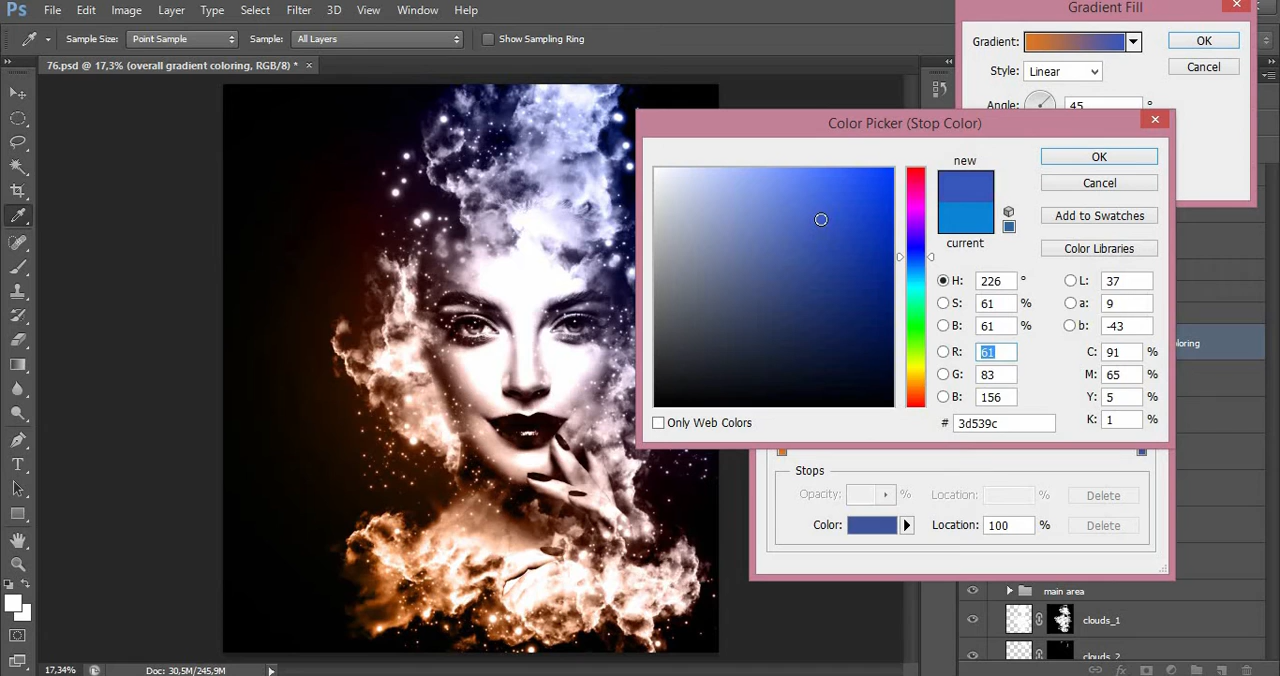 Ps File Edit Image Layer Type Select Filter 3D View Window Help
Sample Size: Point Sample Sample: All Layers Show Sampling Ring
76.psd @ 17,3% (overall gradient coloring, RGB/8) * ×
Gradient Fill
Gradient: OK
Style: Linear Cancel
Angle: 45 °
Color Picker (Stop Color)
new OK
Cancel
Add to Swatches
current Color Libraries
H: 226 ° L: 37
S: 61 % a: 9
B: 61 % b: -43
R: 61 C: 91 %
G: 83 M: 65 %
B: 156 Y: 5 %
# 3d539c K: 1 %
Only Web Colors
oloring
Stops
Opacity: % Location: % Delete
Color: Location: 100 % Delete
main area
clouds_1
clouds_2
17,34% Doc: 30,5M/245,9M